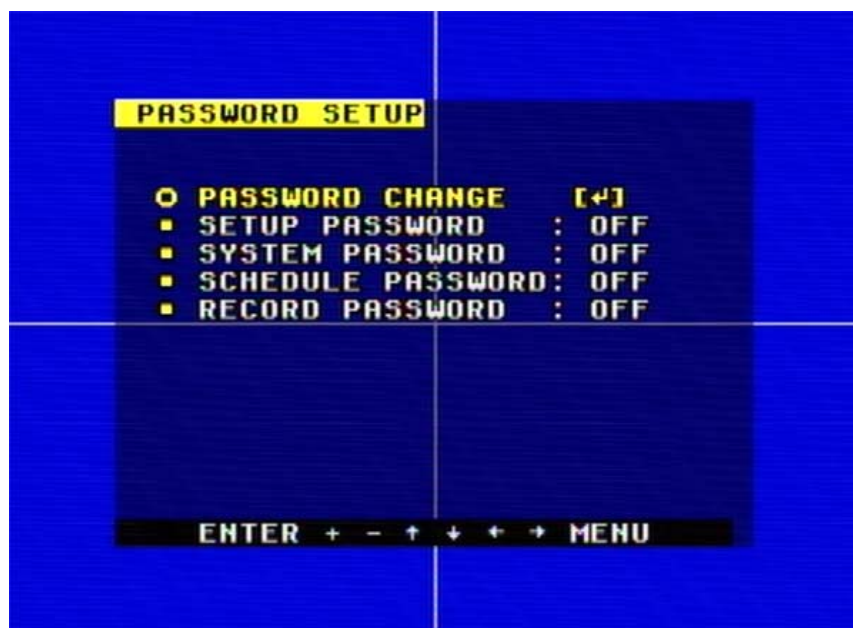 PASSWORD SETUP
PASSWORD CHANGE [↵]
SETUP PASSWORD : OFF
SYSTEM PASSWORD : OFF
SCHEDULE PASSWORD: OFF
RECORD PASSWORD : OFF
ENTER + - ↑ ↓ ← → MENU